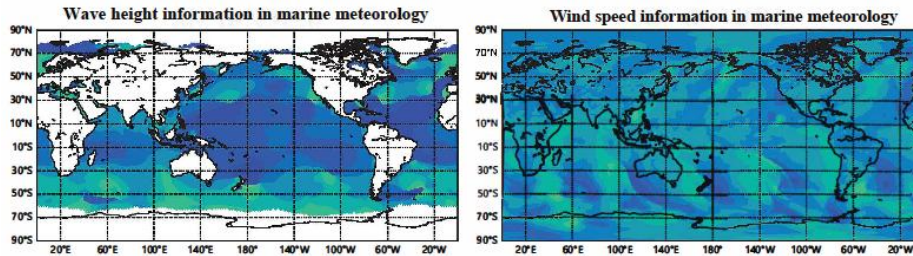 Wave height information in marine meteorology
90°N
70°N
50°N
30°N
10°N
10°S
30°S
50°S
70°S
90°S
20°E 60°E 100°E 140°E 180° 140°W 100°W 60°W 20°W
Wind speed information in marine meteorology
90°N
70°N
50°N
30°N
10°N
10°S
30°S
50°S
70°S
90°S
20°E 60°E 100°E 140°E 180° 140°W 100°W 60°W 20°W